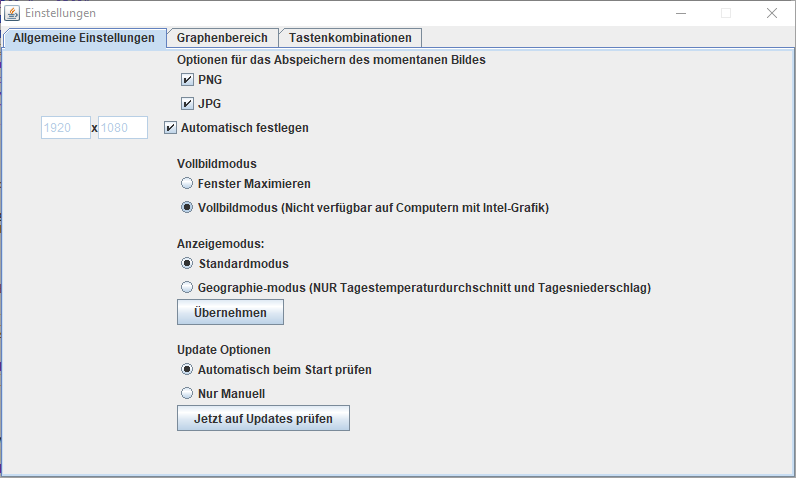 Einstellungen
Allgemeine Einstellungen Graphenbereich Tastenkombinationen
Optionen für das Abspeichern des momentanen Bildes
PNG
JPG
1920 x 1080 Automatisch festlegen
Vollbildmodus
Fenster Maximieren
Vollbildmodus (Nicht verfügbar auf Computern mit Intel-Grafik)
Anzeigemodus:
Standardmodus
Geographie-modus (NUR Tagestemperaturdurchschnitt und Tagesniederschlag)
Übernehmen
Update Optionen
Automatisch beim Start prüfen
Nur Manuell
Jetzt auf Updates prüfen